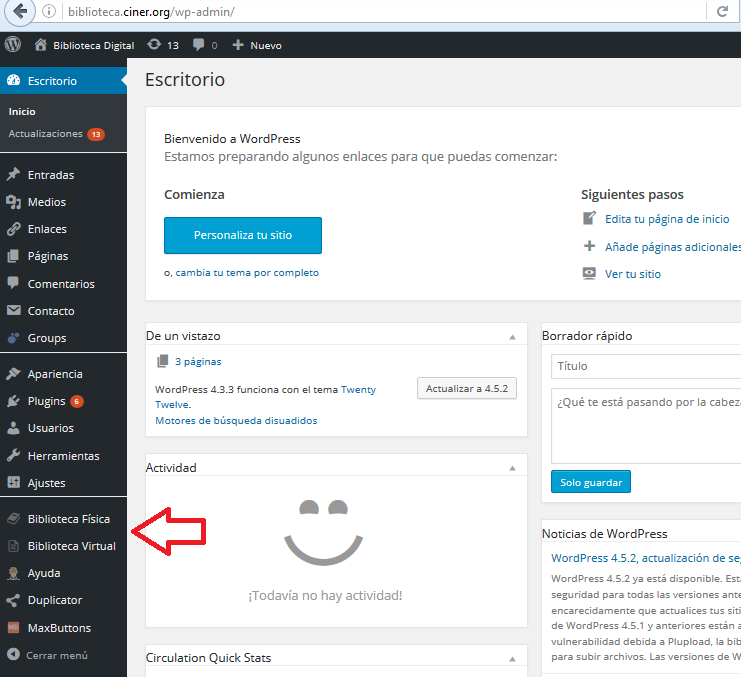 biblioteca.ciner.org/wp-admin/
Biblioteca Digital 13 0 Nuevo
Escritorio
Inicio
Actualizaciones 13
Entradas
Medios
Enlaces
Páginas
Comentarios
Contacto
Groups
Apariencia
Plugins 6
Usuarios
Herramientas
Ajustes
Biblioteca Física
Biblioteca Virtual
Ayuda
Duplicator
MaxButtons
Cerrar menú
Escritorio
Bienvenido a WordPress
Estamos preparando algunos enlaces para que puedas comenzar:
Comienza
Personaliza tu sitio
o, cambia tu tema por completo
Siguientes pasos
Edita tu página de inicio
Añade páginas adicionales
Ver tu sitio
De un vistazo
3 páginas
WordPress 4.3.3 funciona con el tema Twenty
Twelve.
Actualizar a 4.5.2
Motores de búsqueda disuadidos
Actividad
¡Todavía no hay actividad!
Circulation Quick Stats
Borrador rápido
Título
¿Qué te está pasando por la cabeza
Solo guardar
Noticias de WordPress
WordPress 4.5.2, actualización de se
WordPress 4.5.2 ya está disponible. Est
seguridad para todas las versiones ante
encarecidamente que actualices tus siti
de WordPress 4.5.1 y anteriores están a
vulnerabilidad debida a Plupload, la bib
para subir archivos. Las versiones de W